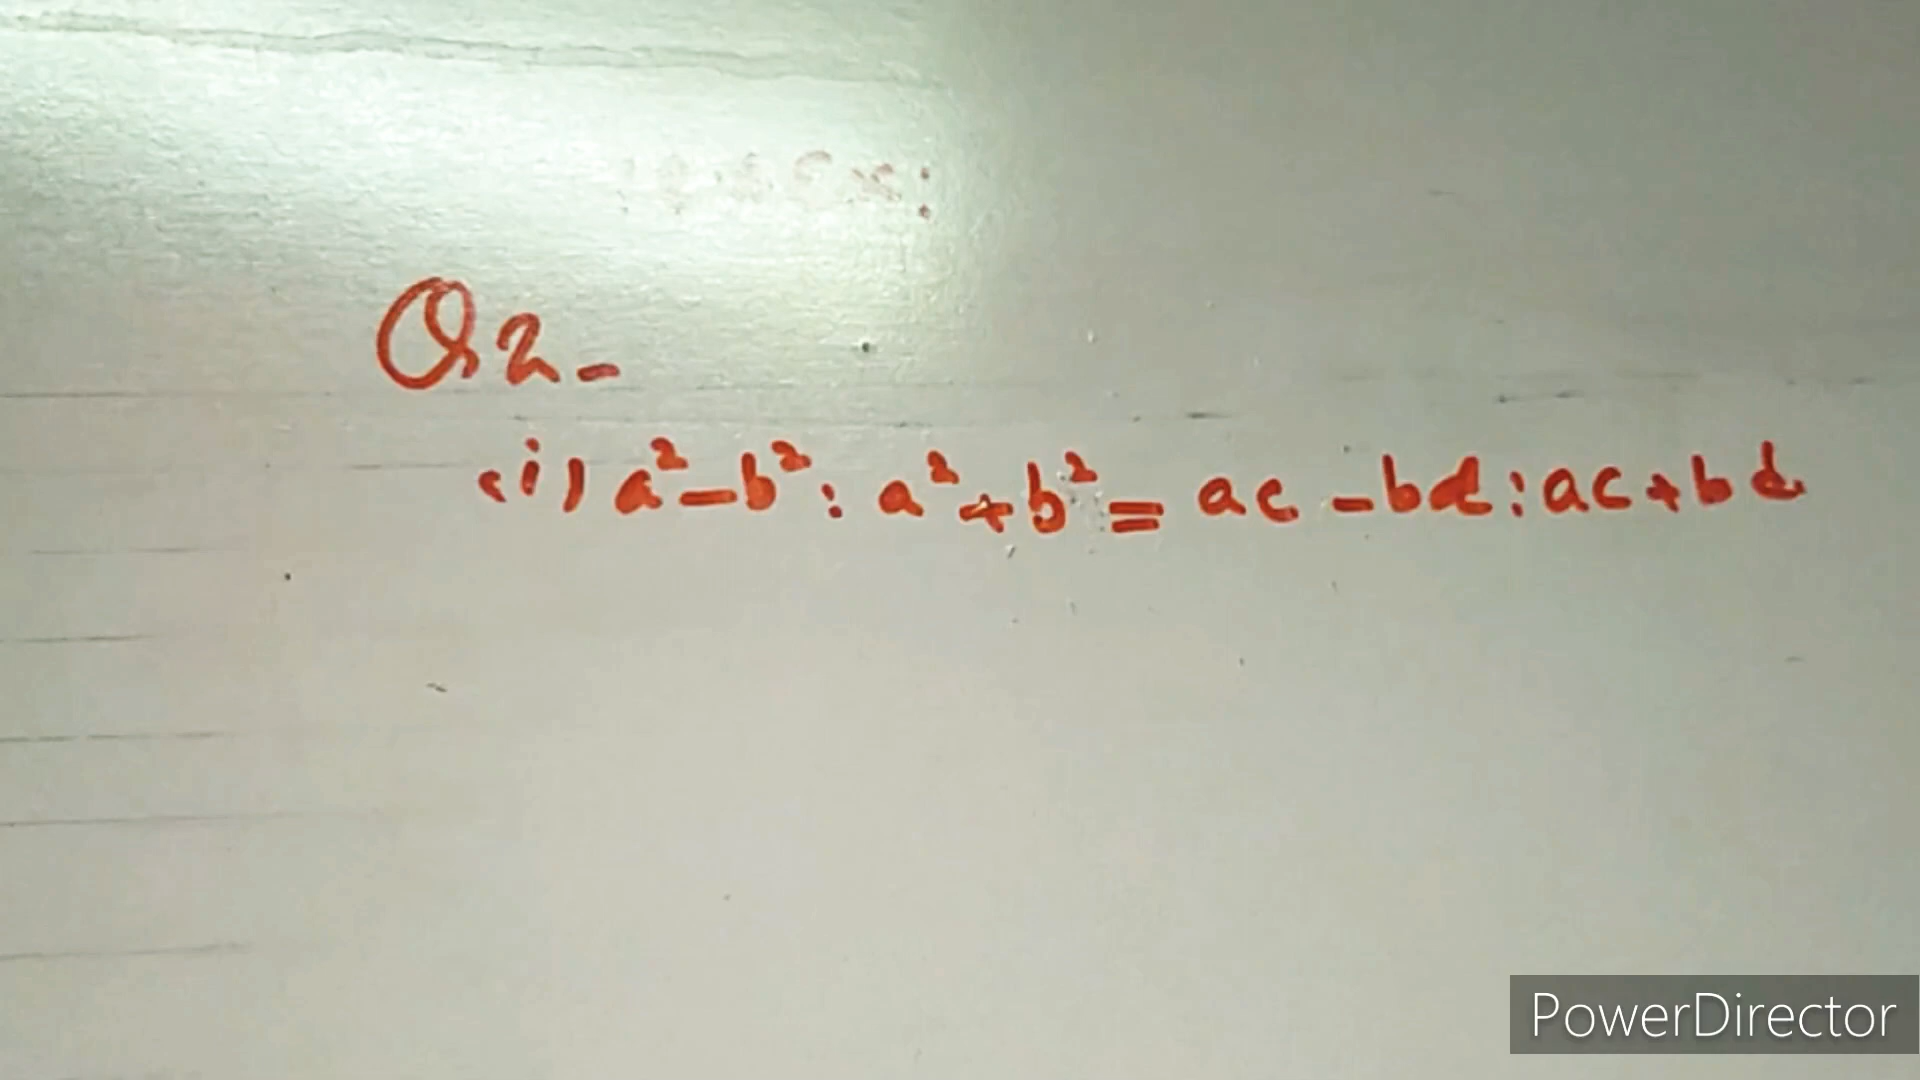 Q2-
(i) a²-b² : a²+b² = ac-bd : ac+bd
PowerDirector